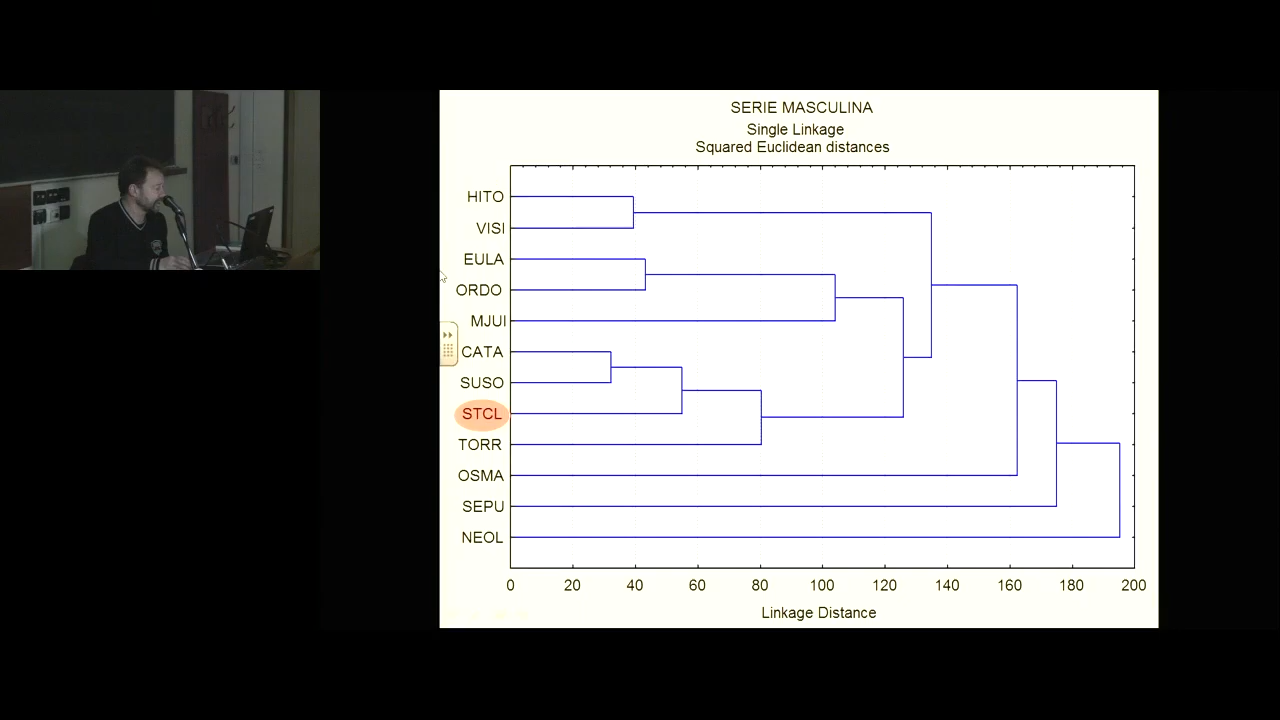 SERIE MASCULINA
Single Linkage
Squared Euclidean distances
HITO
VISI
EULA
ORDO
MJUI
CATA
SUSO
STCL
TORR
OSMA
SEPU
NEOL
0 20 40 60 80 100 120 140 160 180 200
Linkage Distance